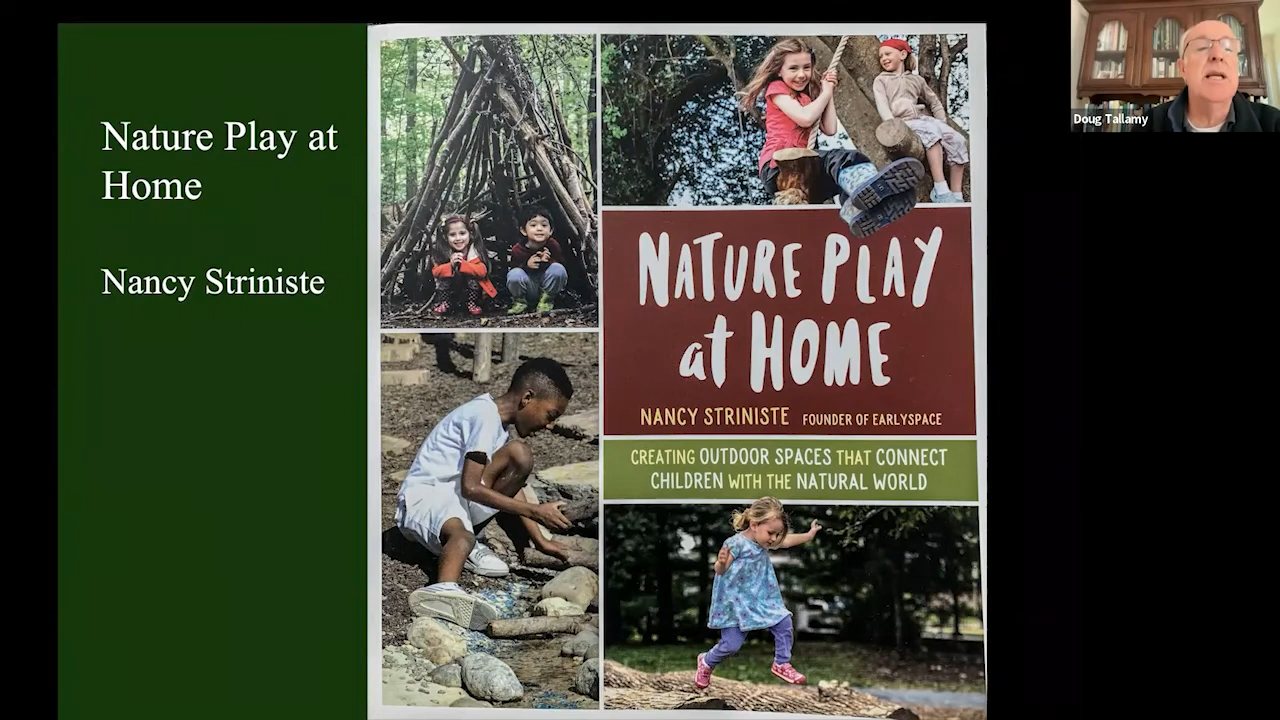 Nature Play at
Home
Nancy Striniste
NATURE PLAY
at HOME
NANCY STRINISTE FOUNDER OF EARLYSPACE
CREATING OUTDOOR SPACES THAT CONNECT
CHILDREN WITH THE NATURAL WORLD
Doug Tallamy